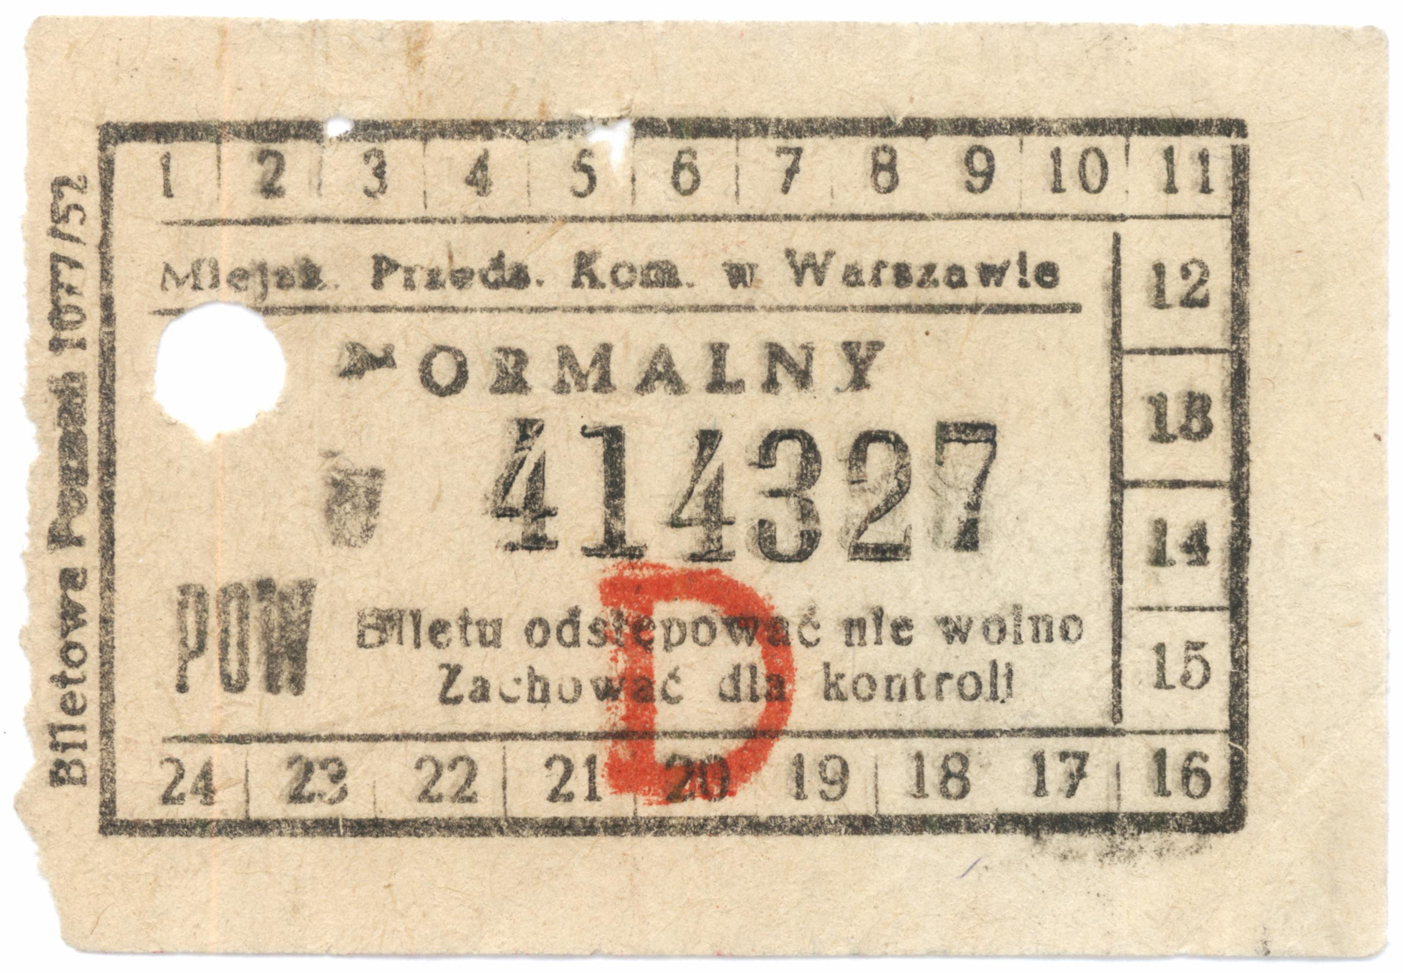 1 2 3 4 5 6 7 8 9 10 11
Miejsk. Przeds. Kom. w Warszawie
12
NORMALNY
13
414327
14
POW
Biletu odstępować nie wolno
Zachować dla kontroli
15
D
24 23 22 21 20 19 18 17 16
Biletowa Poznań 1077/52